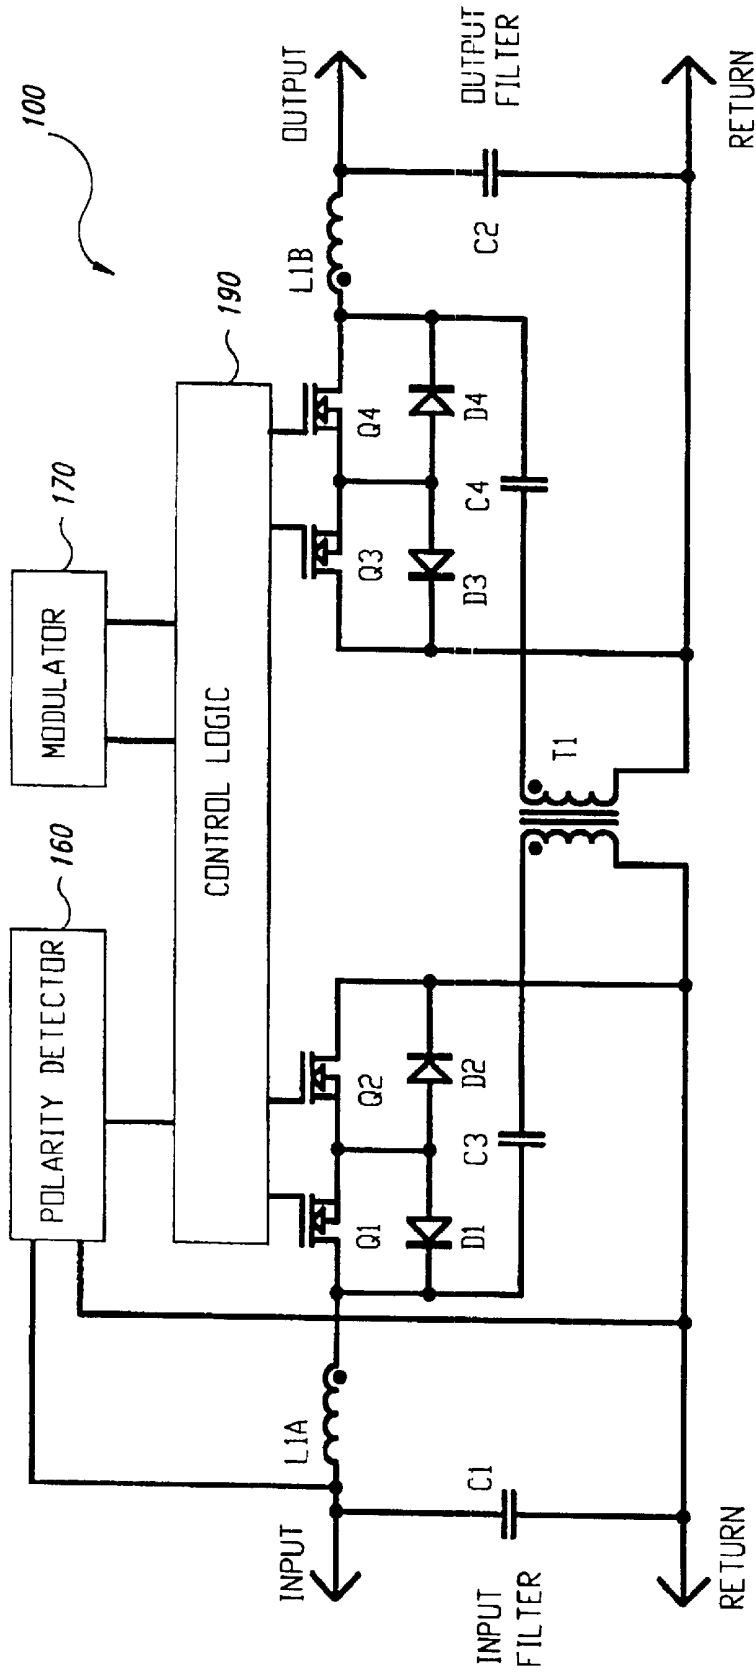 100
POLARITY DETECTOR
160
MODULATOR
170
CONTROL LOGIC
190
INPUT
L1A
Q1
Q2
Q3
Q4
L1B
OUTPUT
D1
D2
D3
D4
INPUT
FILTER
C1
C3
C4
C2
OUTPUT
FILTER
T1
RETURN
RETURN